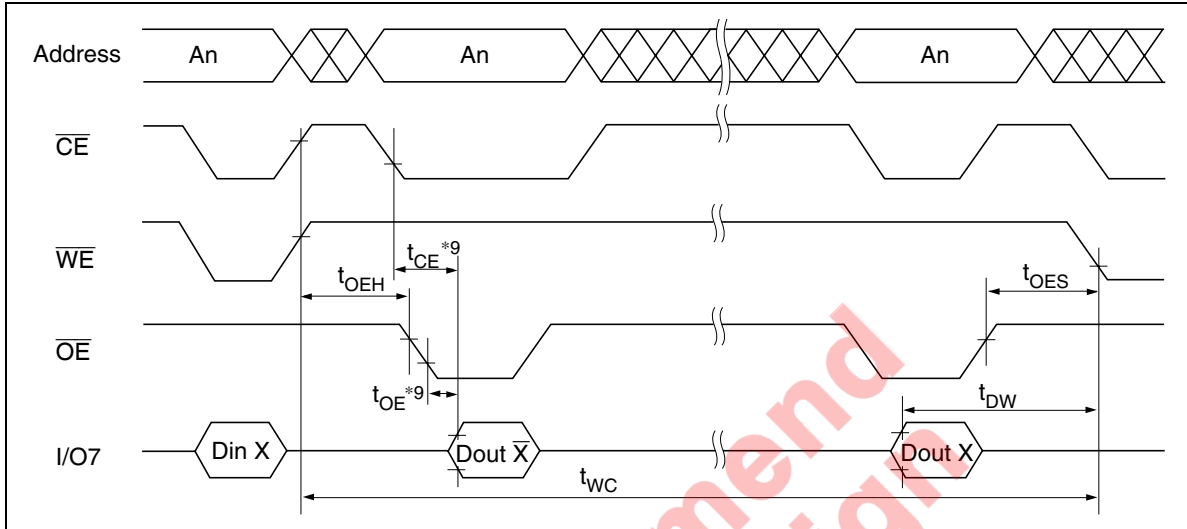 Address An An An
CE
WE
tCE*9
tOEH
tOES
OE
tOE*9
tDW
I/O7 Din X Dout X̅ Dout X
tWC